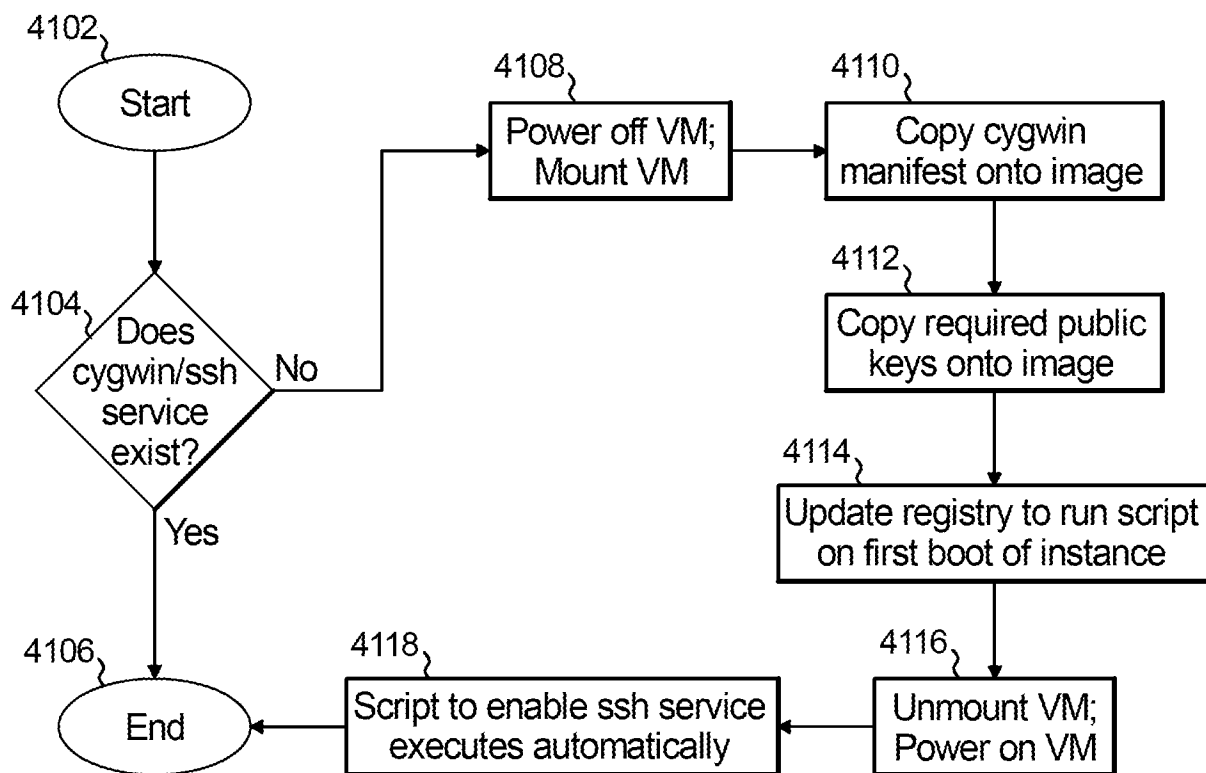 4102
Start
4104
Does
cygwin/ssh
service
exist?
No
Yes
4108
Power off VM;
Mount VM
4110
Copy cygwin
manifest onto image
4112
Copy required public
keys onto image
4114
Update registry to run script
on first boot of instance
4116
Unmount VM;
Power on VM
4118
Script to enable ssh service
executes automatically
4106
End